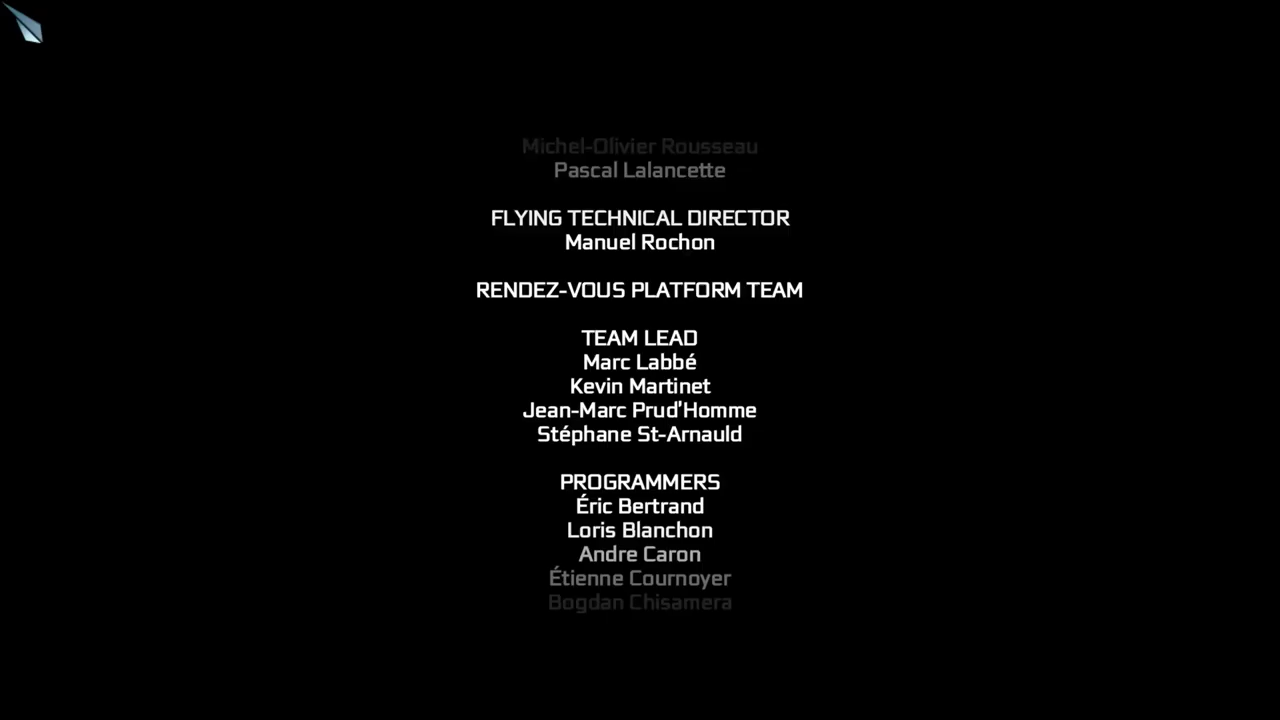 Michel-Olivier Rousseau
Pascal Lalancette
FLYING TECHNICAL DIRECTOR
Manuel Rochon
RENDEZ-VOUS PLATFORM TEAM
TEAM LEAD
Marc Labbé
Kevin Martinet
Jean-Marc Prud'Homme
Stéphane St-Arnauld
PROGRAMMERS
Éric Bertrand
Loris Blanchon
Andre Caron
Étienne Cournoyer
Bogdan Chisamera